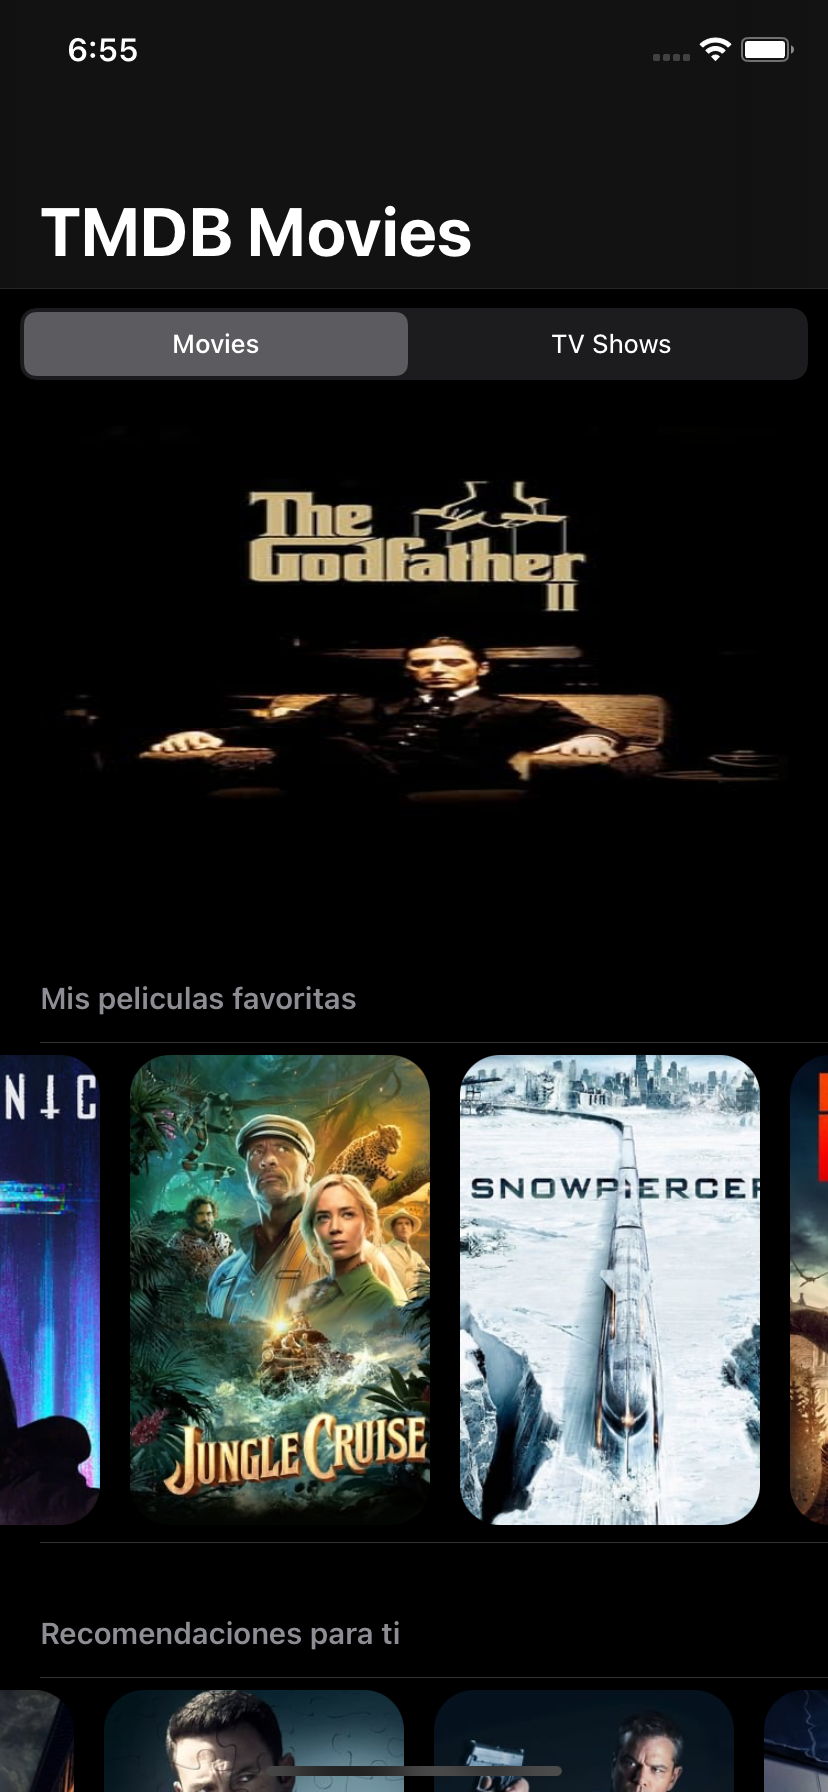 6:55
TMDB Movies
Movies
TV Shows
The
Godfather
II
Mis peliculas favoritas
JUNGLE CRUISE
SNOWPIERCER
Recomendaciones para ti